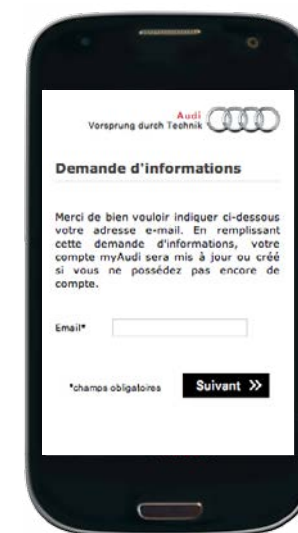 Audi
Vorsprung durch Technik
Demande d'informations
Merci de bien vouloir indiquer ci-dessous
votre adresse e-mail. En remplissant
cette demande d'informations, votre
compte myAudi sera mis à jour ou créé
si vous ne possédez pas encore de
compte.
Email*
*champs obligatoires
Suivant »